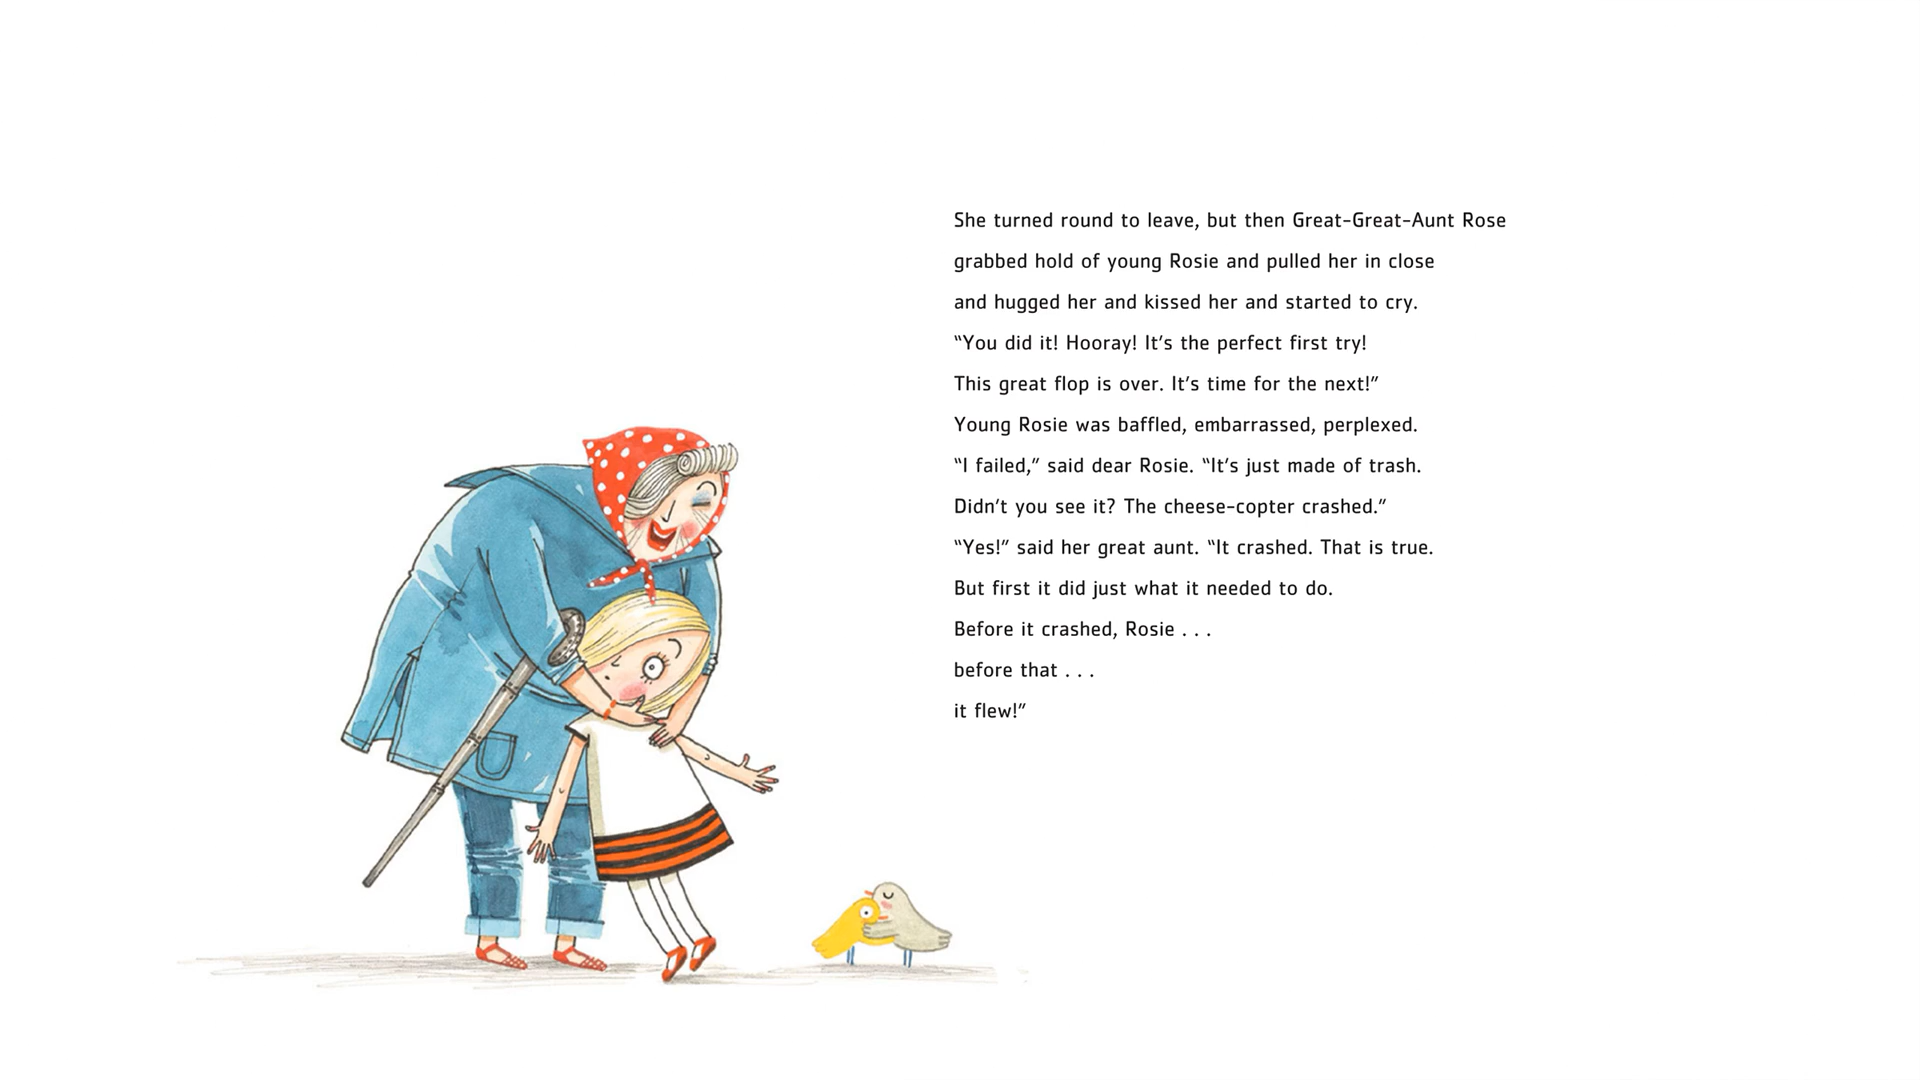 She turned round to leave, but then Great-Great-Aunt Rose
grabbed hold of young Rosie and pulled her in close
and hugged her and kissed her and started to cry.
“You did it! Hooray! It’s the perfect first try!
This great flop is over. It’s time for the next!”
Young Rosie was baffled, embarrassed, perplexed.
“I failed,” said dear Rosie. “It’s just made of trash.
Didn’t you see it? The cheese-copter crashed.”
“Yes!” said her great aunt. “It crashed. That is true.
But first it did just what it needed to do.
Before it crashed, Rosie . . .
before that . . .
it flew!”